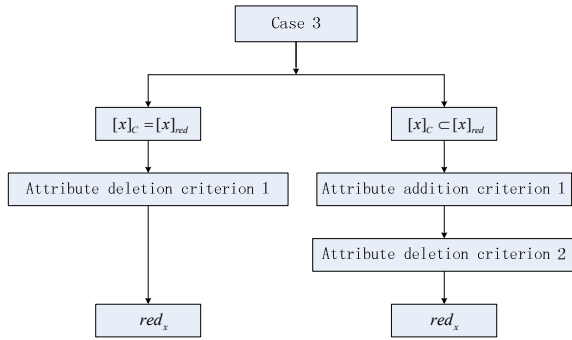 Case 3
[x]_C = [x]_red
[x]_C ⊂ [x]_red
Attribute deletion criterion 1
Attribute addition criterion 1
Attribute deletion criterion 2
red_x
red_x